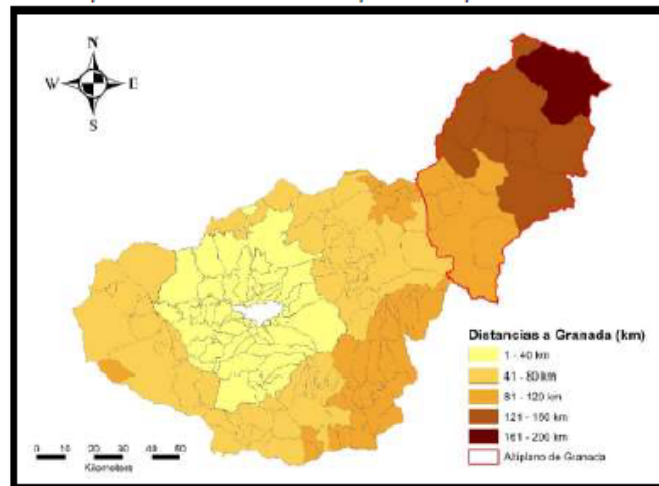 N
W E
S
Distancias a Granada (km)
1 - 40 km
41 - 80 km
81 - 120 km
121 - 160 km
161 - 200 km
Altiplano de Granada
0 10 20 30 40 50
Kilometers